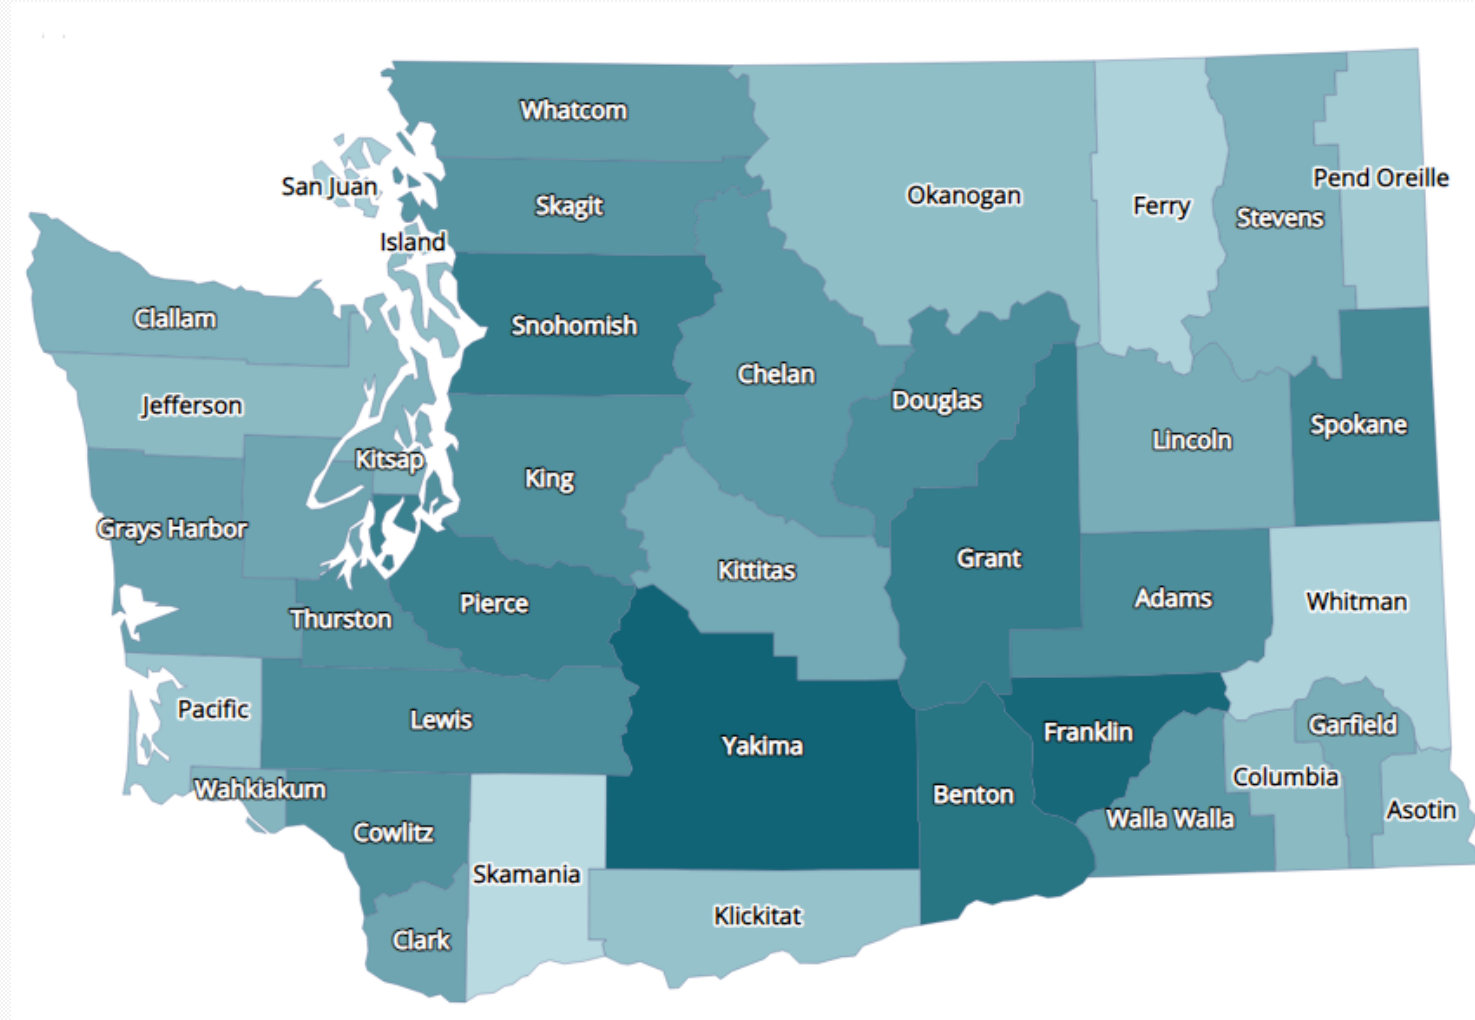 Whatcom
San Juan
Skagit
Island
Okanogan
Ferry
Stevens
Pend Oreille
Clallam
Snohomish
Chelan
Jefferson
Douglas
Kitsap
King
Lincoln
Spokane
Grays Harbor
Kittitas
Grant
Thurston
Pierce
Adams
Whitman
Pacific
Lewis
Yakima
Franklin
Garfield
Wahkiakum
Cowlitz
Benton
Walla Walla
Columbia
Asotin
Skamania
Clark
Klickitat